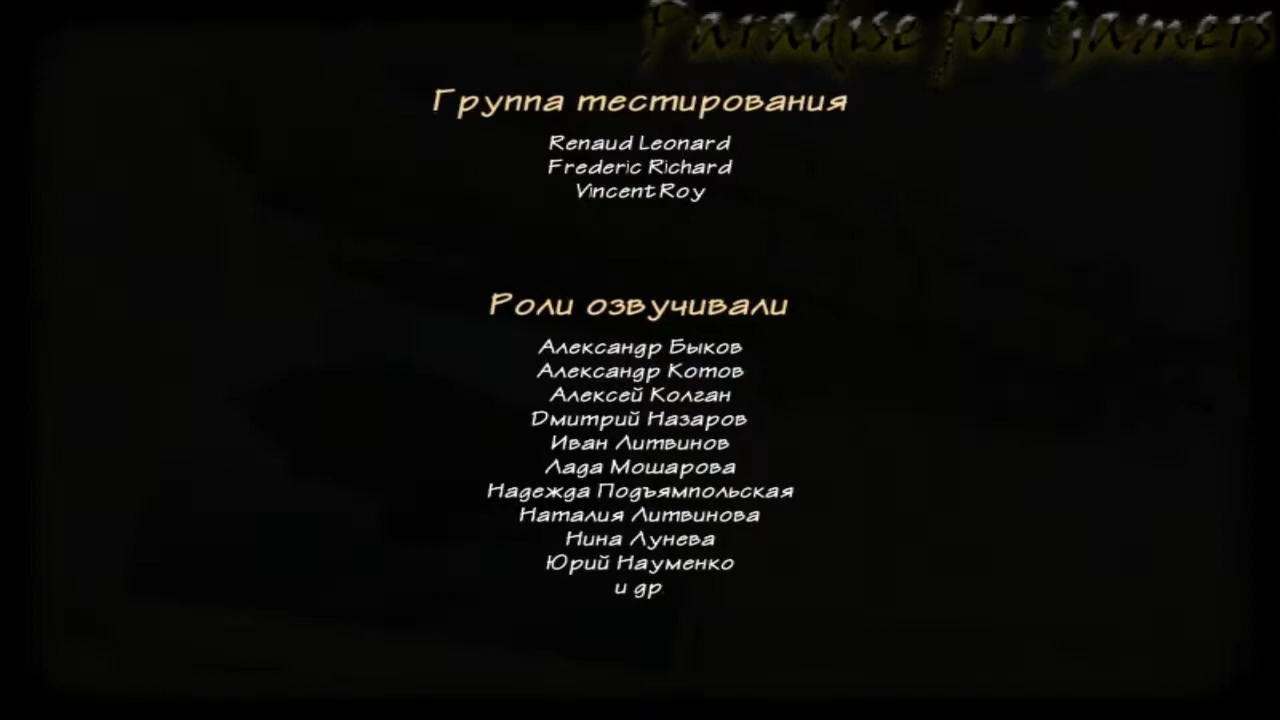 Paradise for Gamers
Группа тестирования
Renaud Leonard
Frederic Richard
Vincent Roy
Роли озвучивали
Александр Быков
Александр Котов
Алексей Колган
Дмитрий Назаров
Иван Литвинов
Лада Мошарова
Надежда Подъямпольская
Наталия Литвинова
Нина Лунева
Юрий Науменко
и др